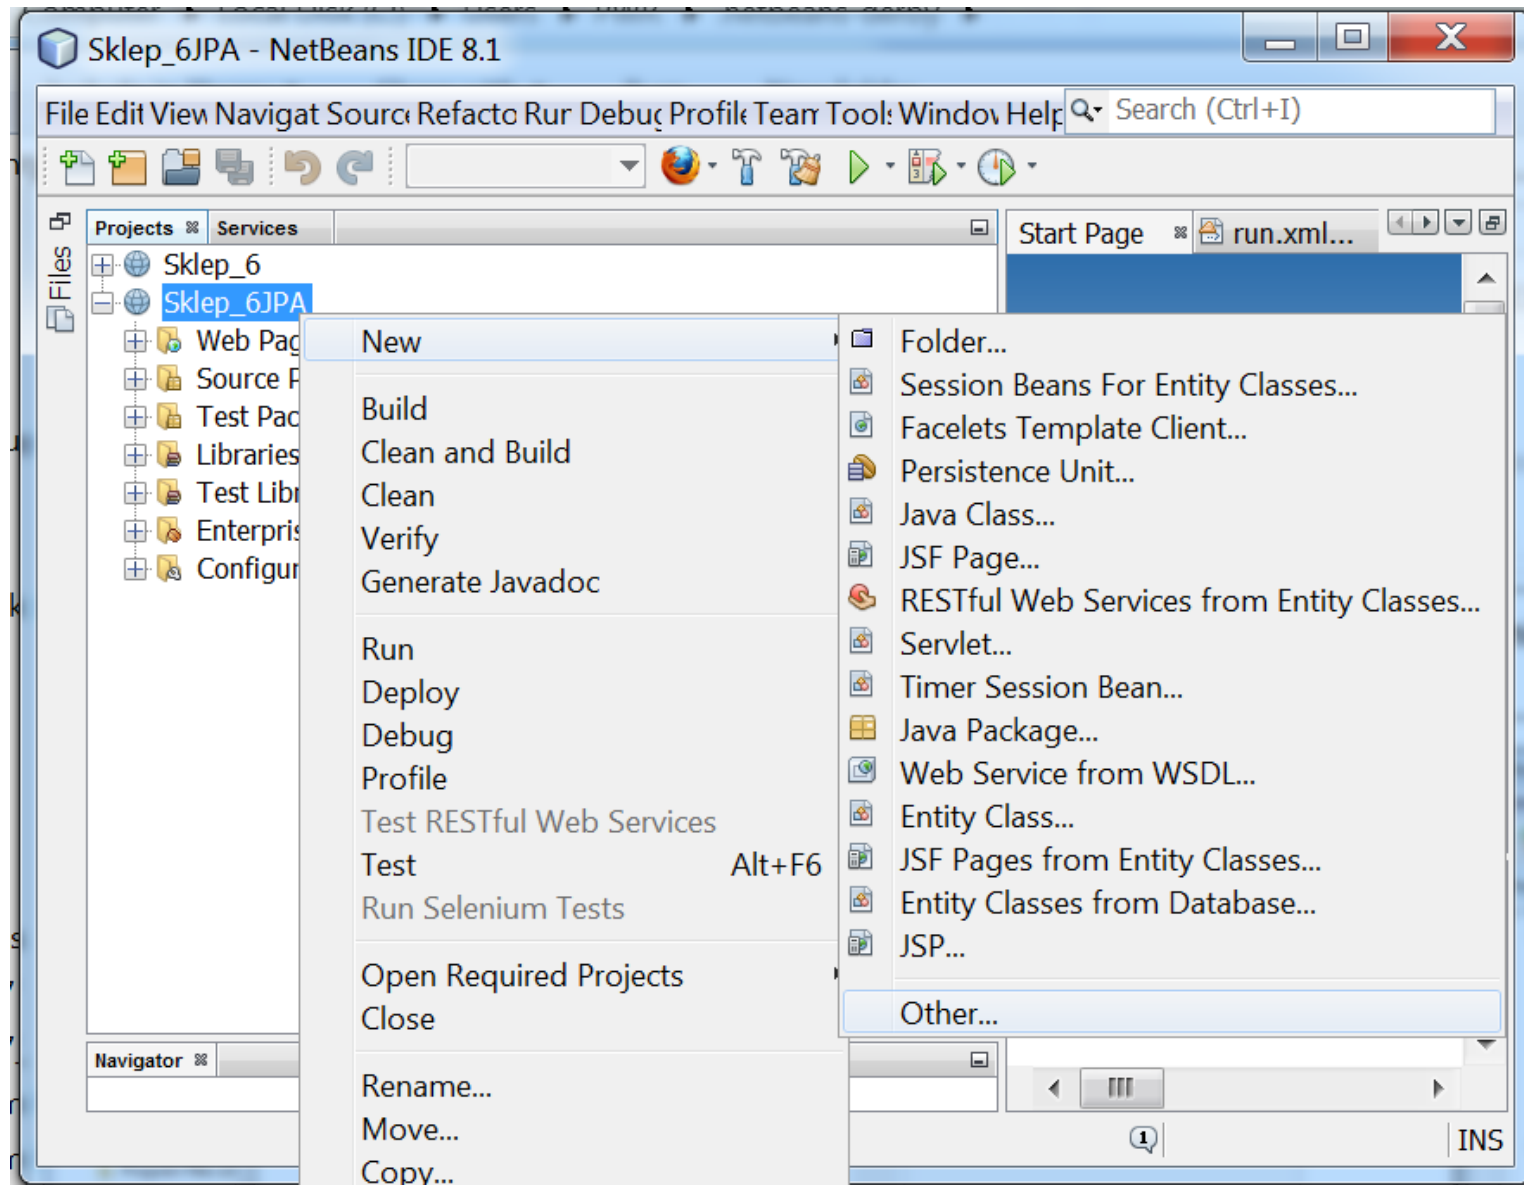 Sklep_6JPA - NetBeans IDE 8.1
File Edit View Navigat Source Refacto Run Debug Profile Team Tools Window Help Search (Ctrl+I)
Projects Services
Start Page run.xml...
Files
Sklep_6
Sklep_6JPA
Web Pag
Source P
Test Pac
Libraries
Test Libr
Enterpris
Configur
New
Build
Clean and Build
Clean
Verify
Generate Javadoc
Run
Deploy
Debug
Profile
Test RESTful Web Services
Test Alt+F6
Run Selenium Tests
Open Required Projects
Close
Rename...
Move...
Copy...
Folder...
Session Beans For Entity Classes...
Facelets Template Client...
Persistence Unit...
Java Class...
JSF Page...
RESTful Web Services from Entity Classes...
Servlet...
Timer Session Bean...
Java Package...
Web Service from WSDL...
Entity Class...
JSF Pages from Entity Classes...
Entity Classes from Database...
JSP...
Other...
Navigator
1
INS